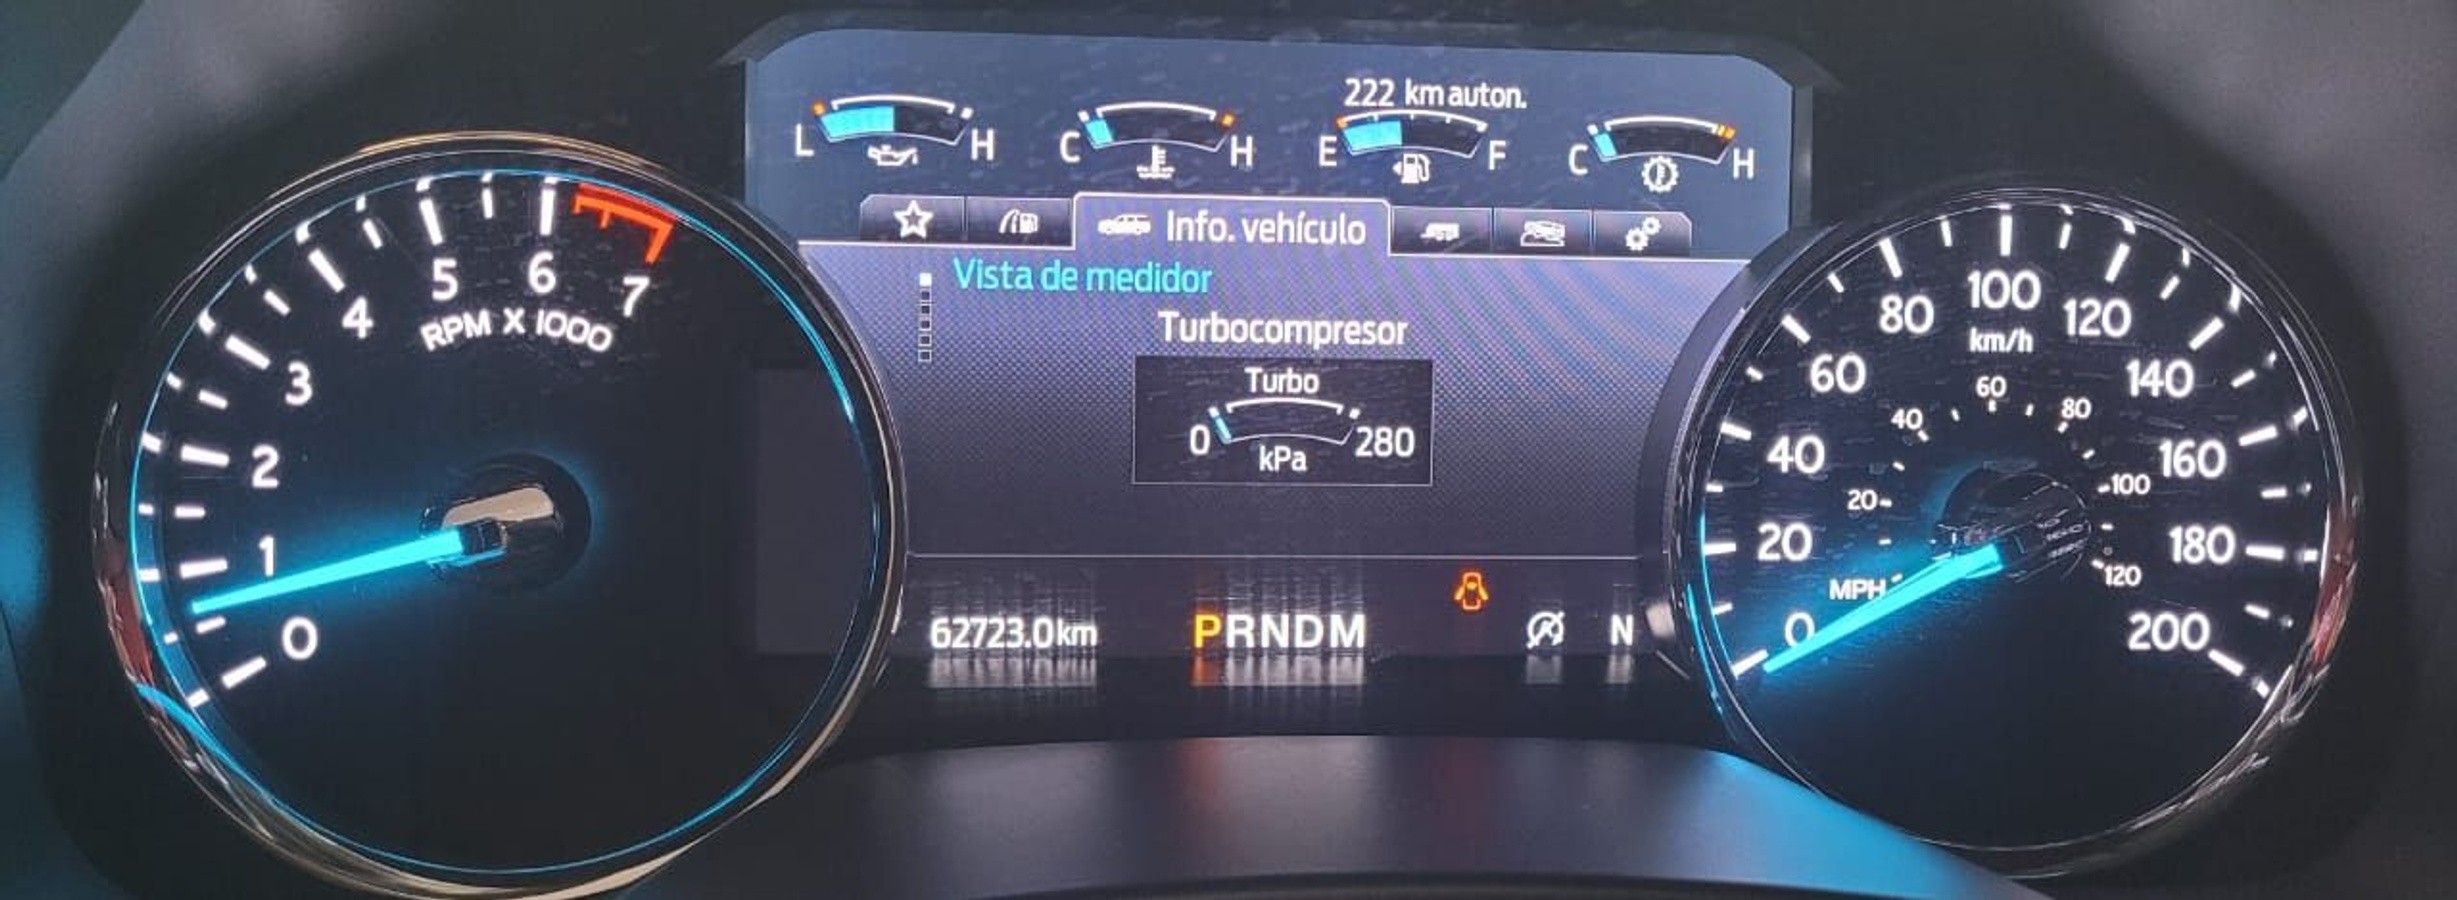 222 km auton.
L H C H E F C H
Info. vehículo
Vista de medidor
Turbocompresor
Turbo
0 280
kPa
62723.0km
PRNDM
N
0 1 2 3 4 5 6 7
RPM X 1000
0 20 40 60 80 100 120 140 160 180 200
km/h
20 40 60 80 100 120
MPH